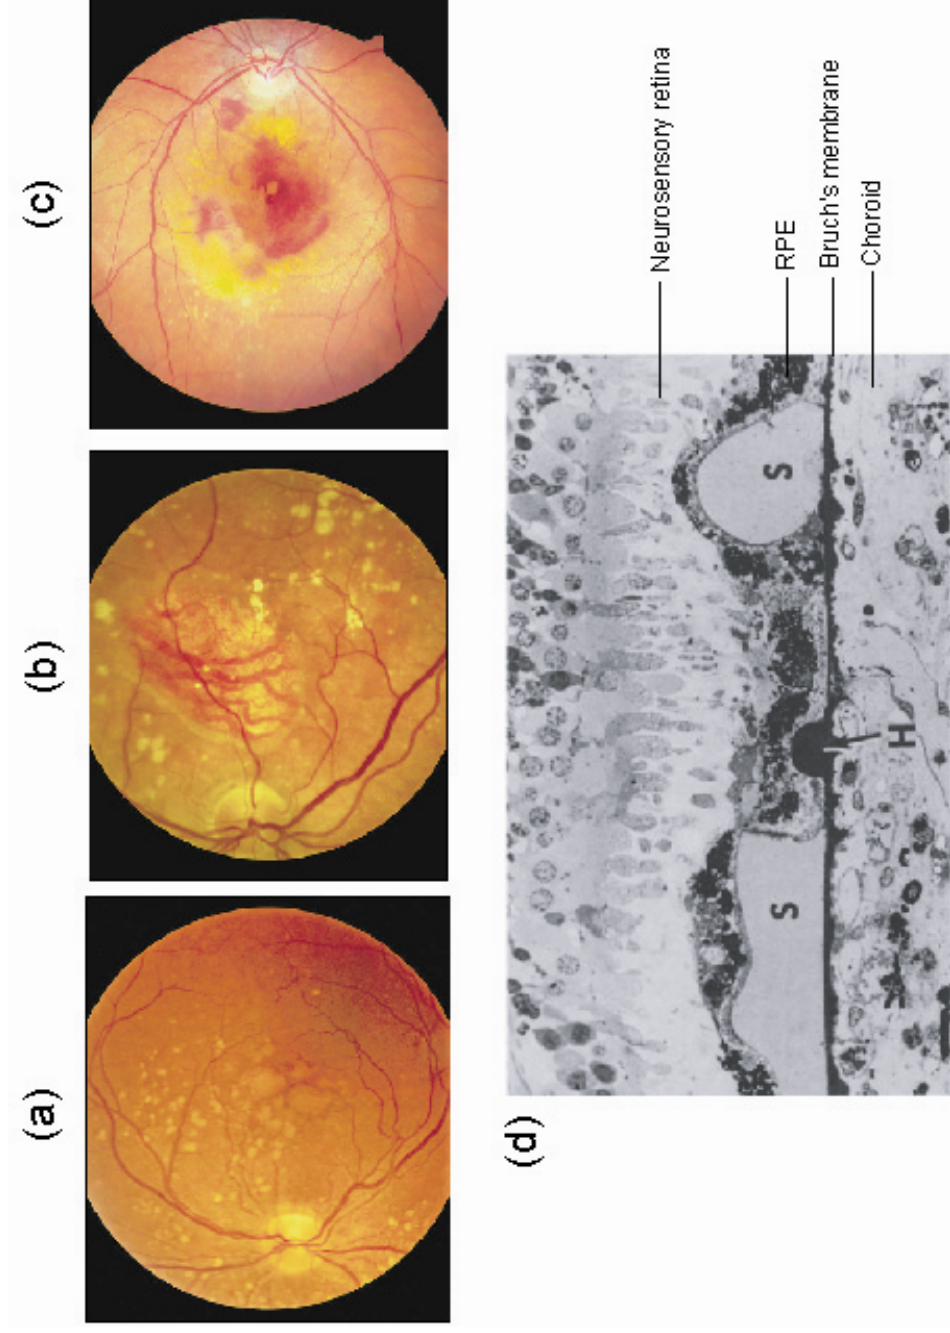 (a)
(b)
(c)
(d)
S
H
S
Neurosensory retina
RPE
Bruch's membrane
Choroid